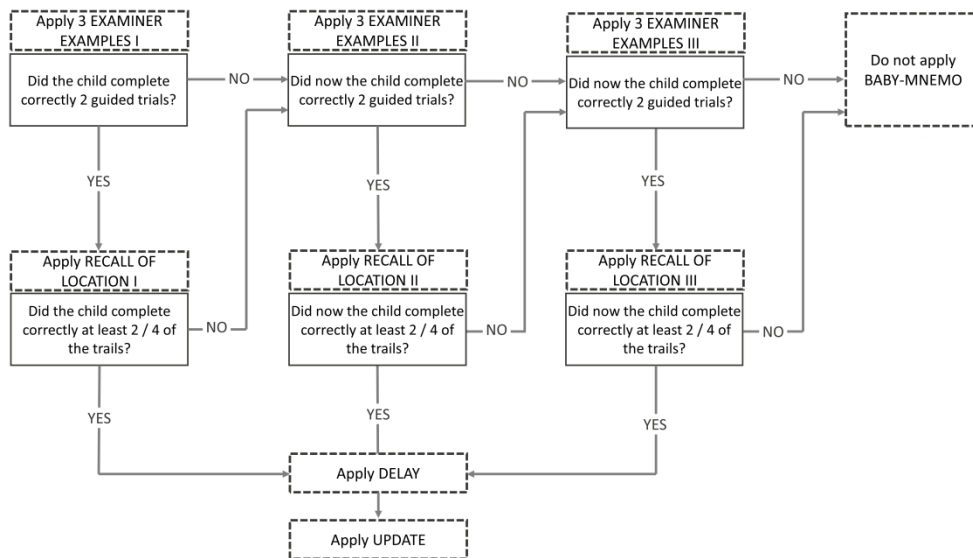 Apply 3 EXAMINER
EXAMPLES I
Did the child complete
correctly 2 guided trials?
NO
Apply 3 EXAMINER
EXAMPLES II
Did now the child complete
correctly 2 guided trials?
NO
Apply 3 EXAMINER
EXAMPLES III
Did now the child complete
correctly 2 guided trials?
NO
Do not apply
BABY-MNEMO
YES
YES
YES
Apply RECALL OF
LOCATION I
Did the child complete
correctly at least 2 / 4 of
the trails?
NO
Apply RECALL OF
LOCATION II
Did now the child complete
correctly at least 2 / 4 of
the trails?
NO
Apply RECALL OF
LOCATION III
Did now the child complete
correctly at least 2 / 4 of
the trails?
NO
YES
YES
YES
Apply DELAY
Apply UPDATE